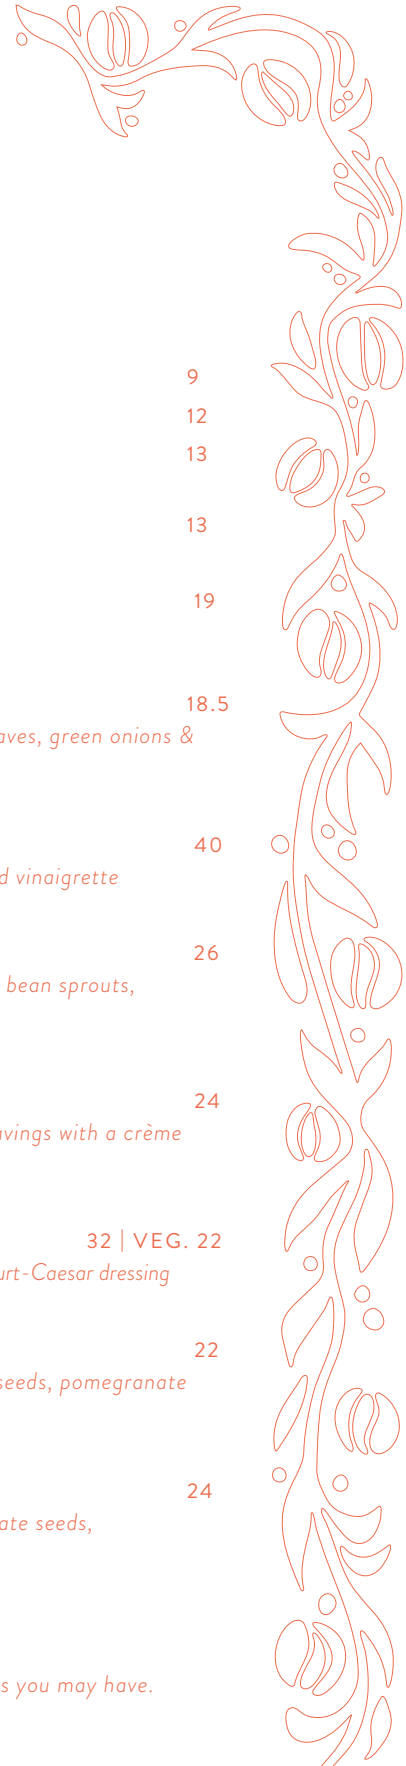 9
12
13
13
19
18.5
aves, green onions &
40
d vinaigrette
26
bean sprouts,
24
avings with a crème
32 | VEG. 22
urt-Caesar dressing
22
seeds, pomegranate
24
ate seeds,
s you may have.